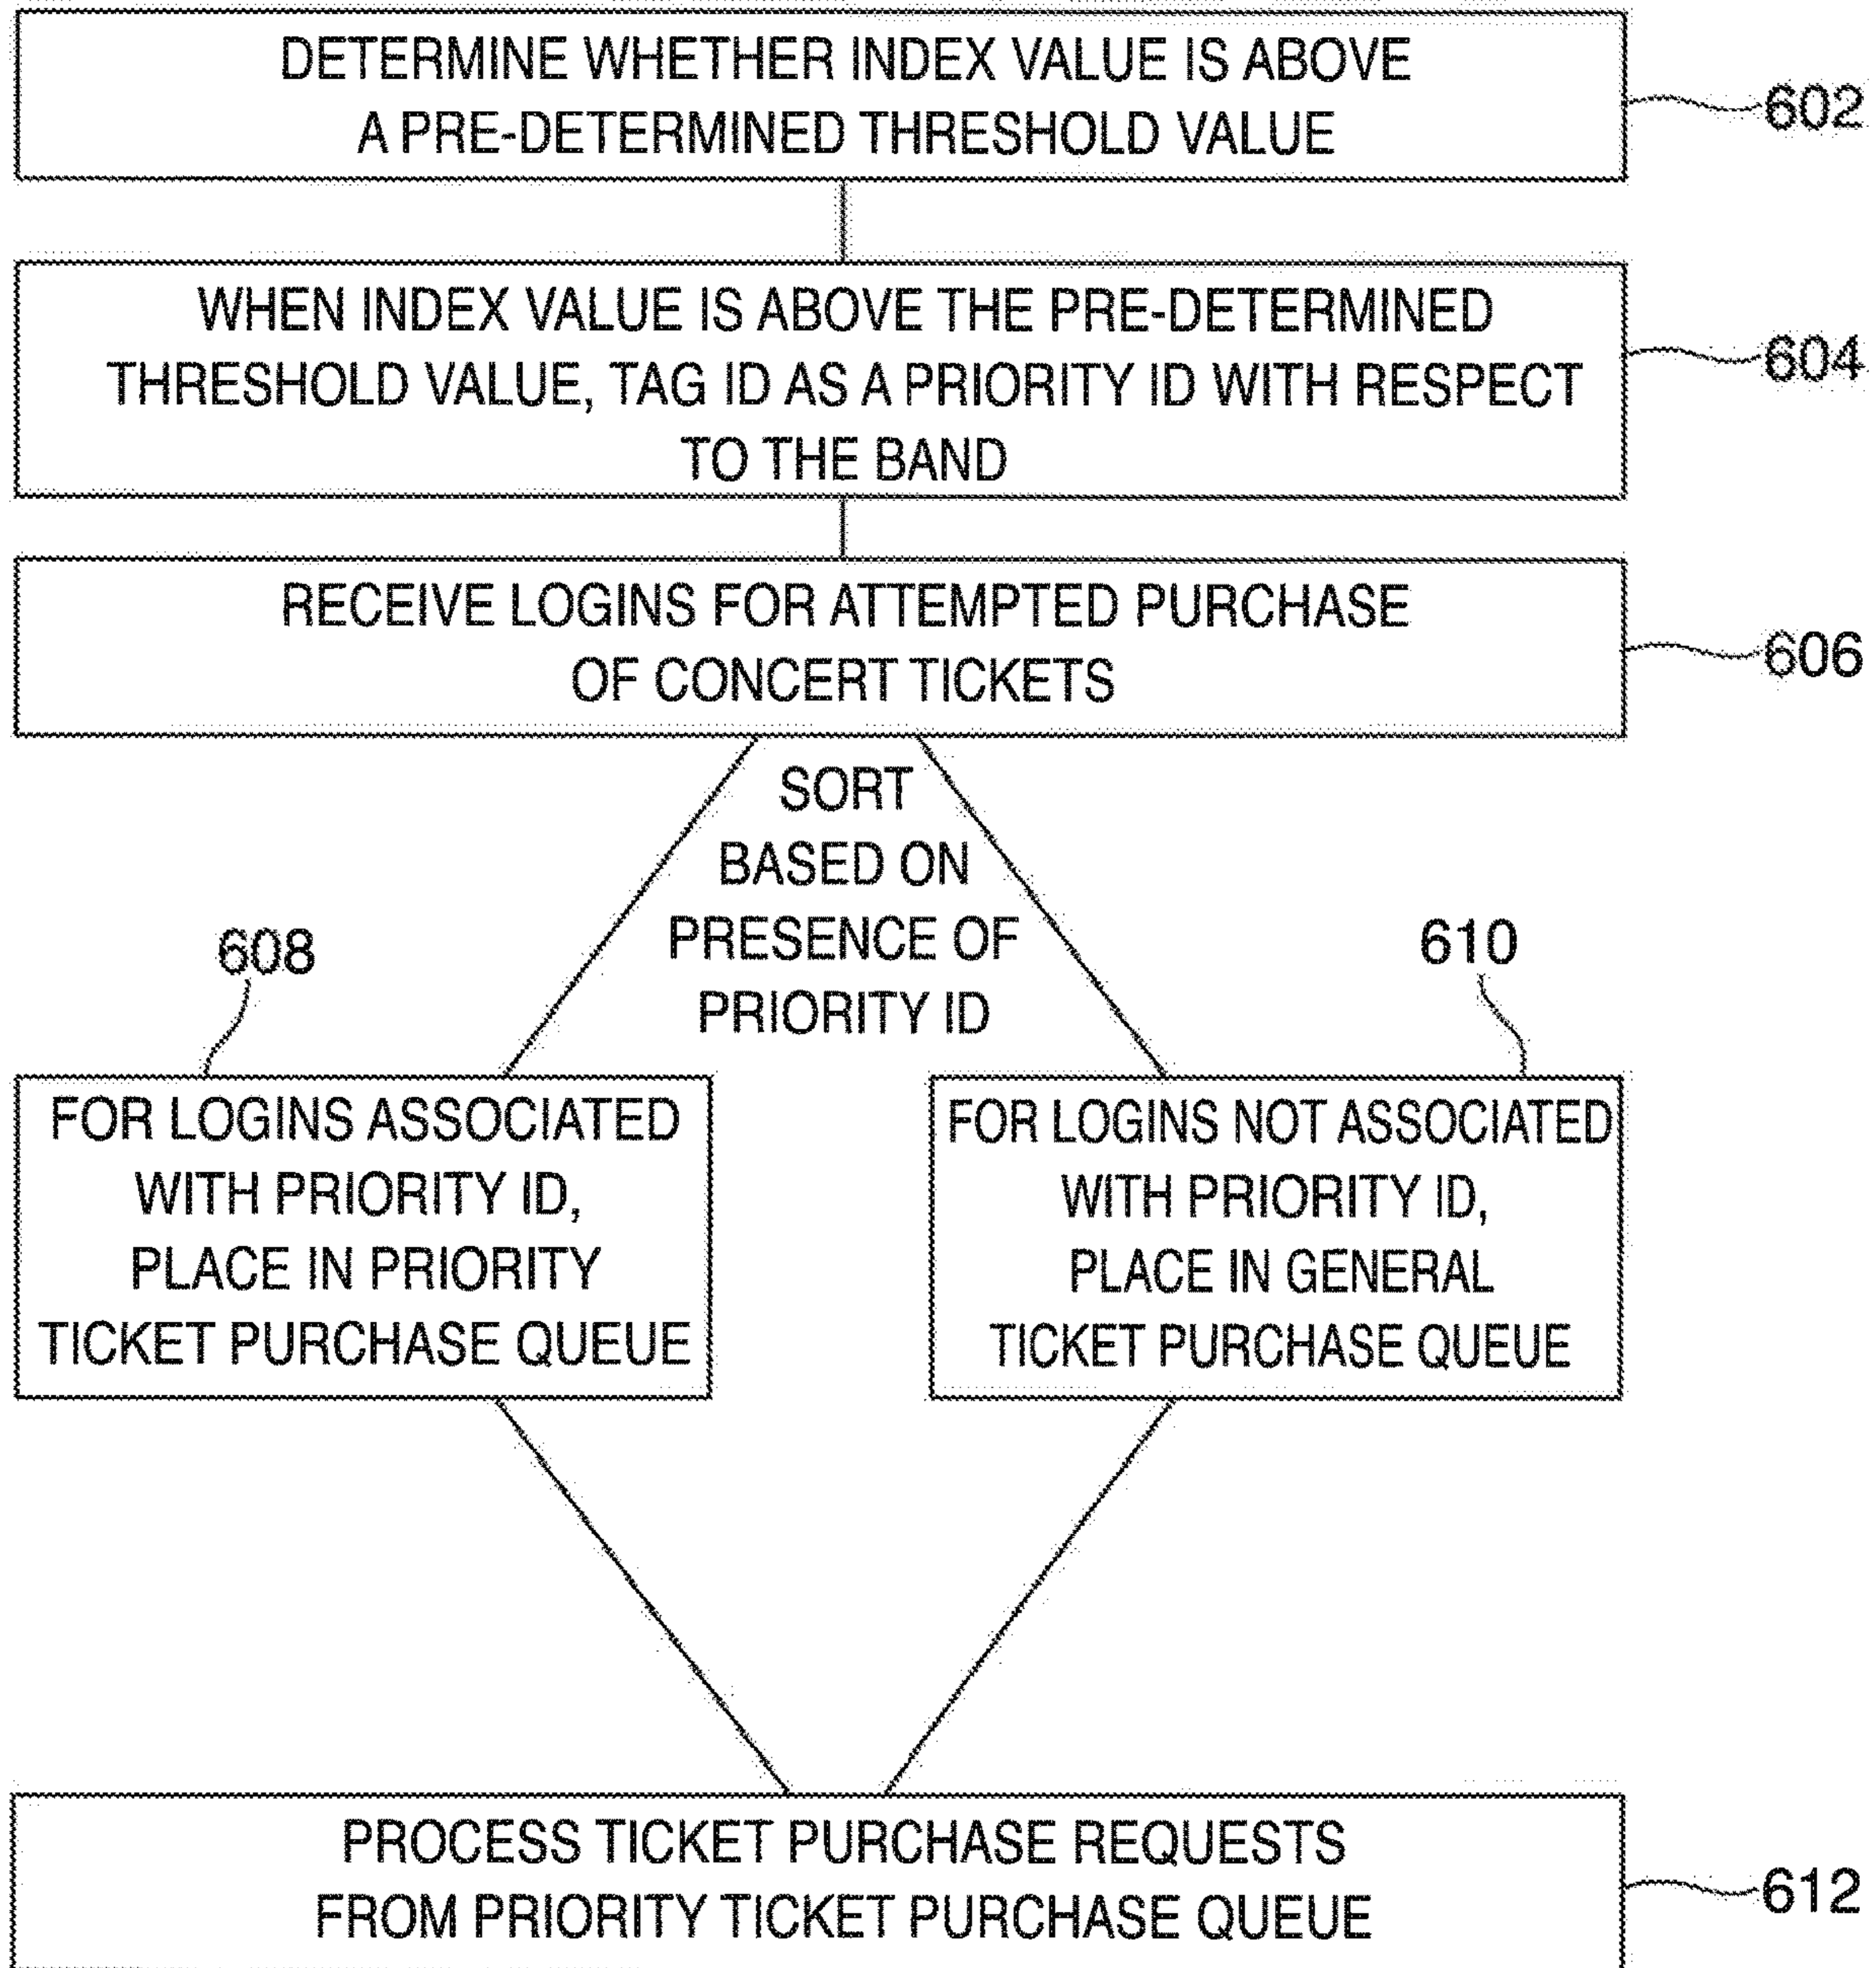 DETERMINE WHETHER INDEX VALUE IS ABOVE
A PRE-DETERMINED THRESHOLD VALUE
602
WHEN INDEX VALUE IS ABOVE THE PRE-DETERMINED
THRESHOLD VALUE, TAG ID AS A PRIORITY ID WITH RESPECT
TO THE BAND
604
RECEIVE LOGINS FOR ATTEMPTED PURCHASE
OF CONCERT TICKETS
606
SORT
BASED ON
PRESENCE OF
PRIORITY ID
608
610
FOR LOGINS ASSOCIATED
WITH PRIORITY ID,
PLACE IN PRIORITY
TICKET PURCHASE QUEUE
FOR LOGINS NOT ASSOCIATED
WITH PRIORITY ID,
PLACE IN GENERAL
TICKET PURCHASE QUEUE
PROCESS TICKET PURCHASE REQUESTS
FROM PRIORITY TICKET PURCHASE QUEUE
612